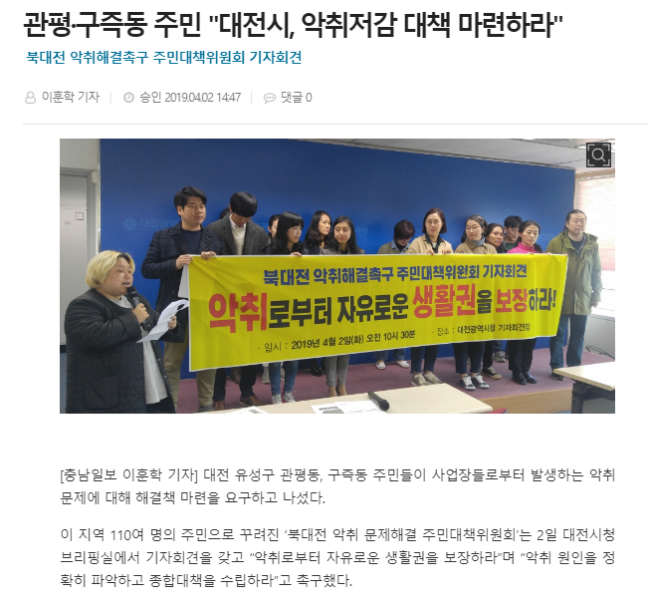 관평·구즉동 주민 "대전시, 악취저감 대책 마련하라"
북대전 악취해결촉구 주민대책위원회 기자회견
이훈학 기자 | 승인 2019.04.02 14:47 | 댓글 0
북대전 악취해결촉구 주민대책위원회 기자회견
악취로부터 자유로운 생활권을 보장하라!
· 일시 : 2019년 4월 2일(화) 오전 10시 30분 · 장소 : 대전광역시청 기자회견장
[충남일보 이훈학 기자] 대전 유성구 관평동, 구즉동 주민들이 사업장들로부터 발생하는 악취
문제에 대해 해결책 마련을 요구하고 나섰다.
이 지역 110여 명의 주민으로 꾸려진 '북대전 악취 문제해결 주민대책위원회'는 2일 대전시청
브리핑실에서 기자회견을 갖고 "악취로부터 자유로운 생활권을 보장하라"며 "악취 원인을 정
확히 파악하고 종합대책을 수립하라"고 촉구했다.